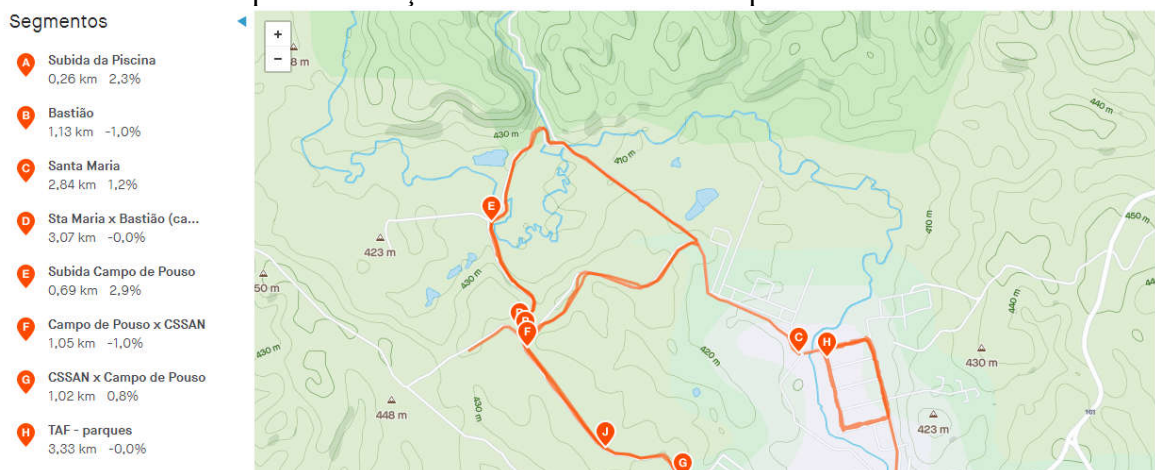 Segmentos
A
Subida da Piscina
0,26 km 2,3%
B
Bastião
1,13 km -1,0%
C
Santa Maria
2,84 km 1,2%
D
Sta Maria x Bastião (ca...
3,07 km -0,0%
E
Subida Campo de Pouso
0,69 km 2,9%
F
Campo de Pouso x CSSAN
1,05 km -1,0%
G
CSSAN x Campo de Pouso
1,02 km 0,8%
H
TAF - parques
3,33 km -0,0%
+
−
8 m
430 m
410 m
440 m
E
450 m
410 m
423 m
50 m
430 m
440 m
F
C
H
430 m
430 m
420 m
430 m
448 m
423 m
J
G